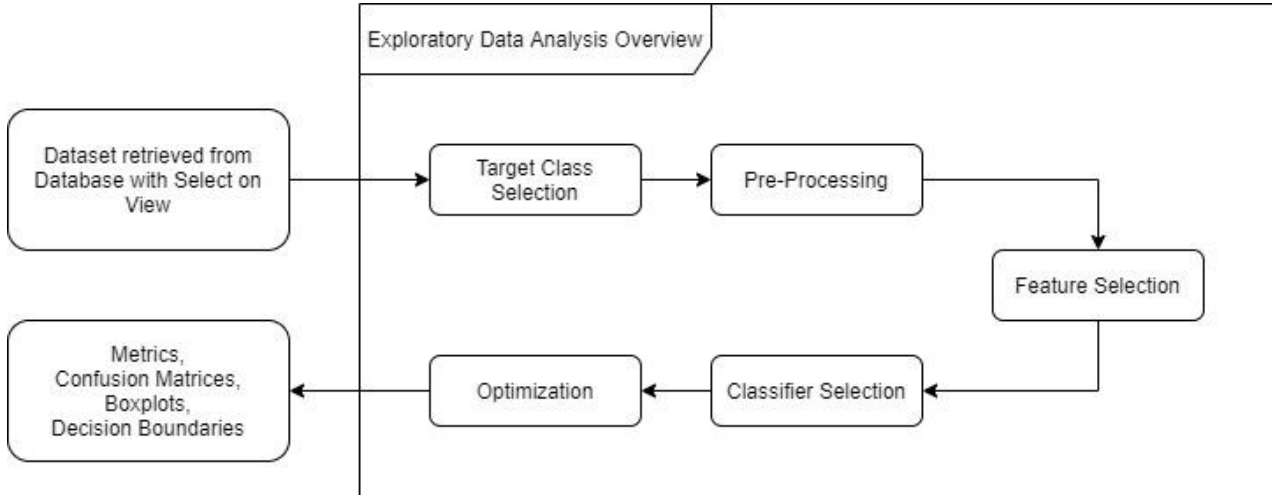 Exploratory Data Analysis Overview
Dataset retrieved from
Database with Select on
View
Target Class
Selection
Pre-Processing
Feature Selection
Classifier Selection
Optimization
Metrics,
Confusion Matrices,
Boxplots,
Decision Boundaries